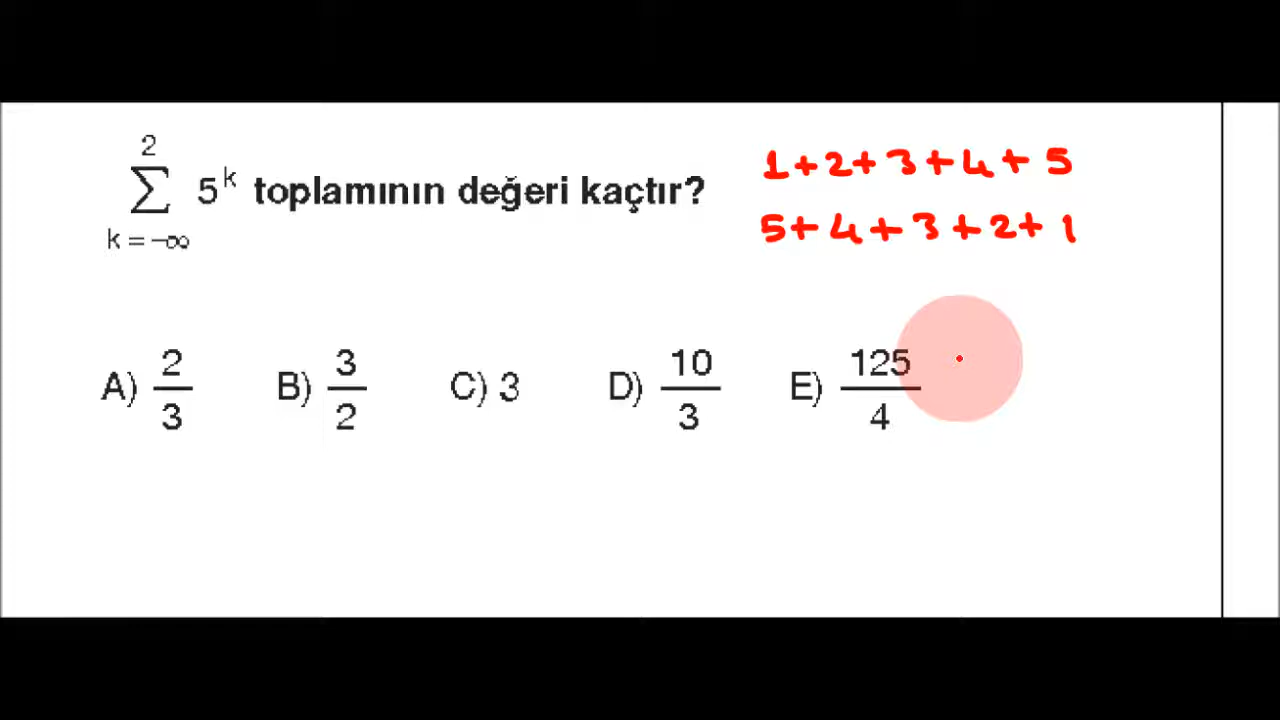 2
∑ 5^k toplamının değeri kaçtır?
k = -∞
1+2+3+4+5
5+4+3+2+1
A) 2/3 B) 3/2 C) 3 D) 10/3 E) 125/4